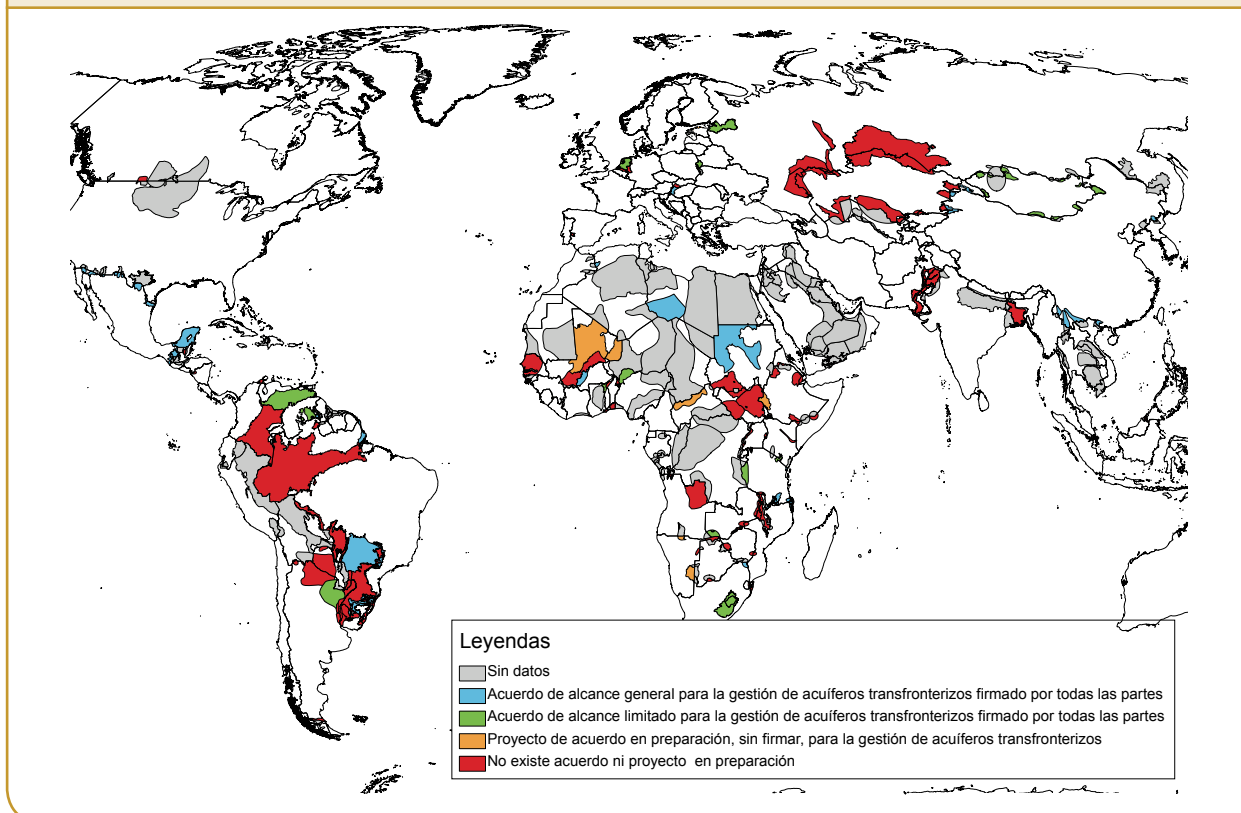 Leyendas
Sin datos
Acuerdo de alcance general para la gestión de acuíferos transfronterizos firmado por todas las partes
Acuerdo de alcance limitado para la gestión de acuíferos transfronterizos firmado por todas las partes
Proyecto de acuerdo en preparación, sin firmar, para la gestión de acuíferos transfronterizos
No existe acuerdo ni proyecto en preparación